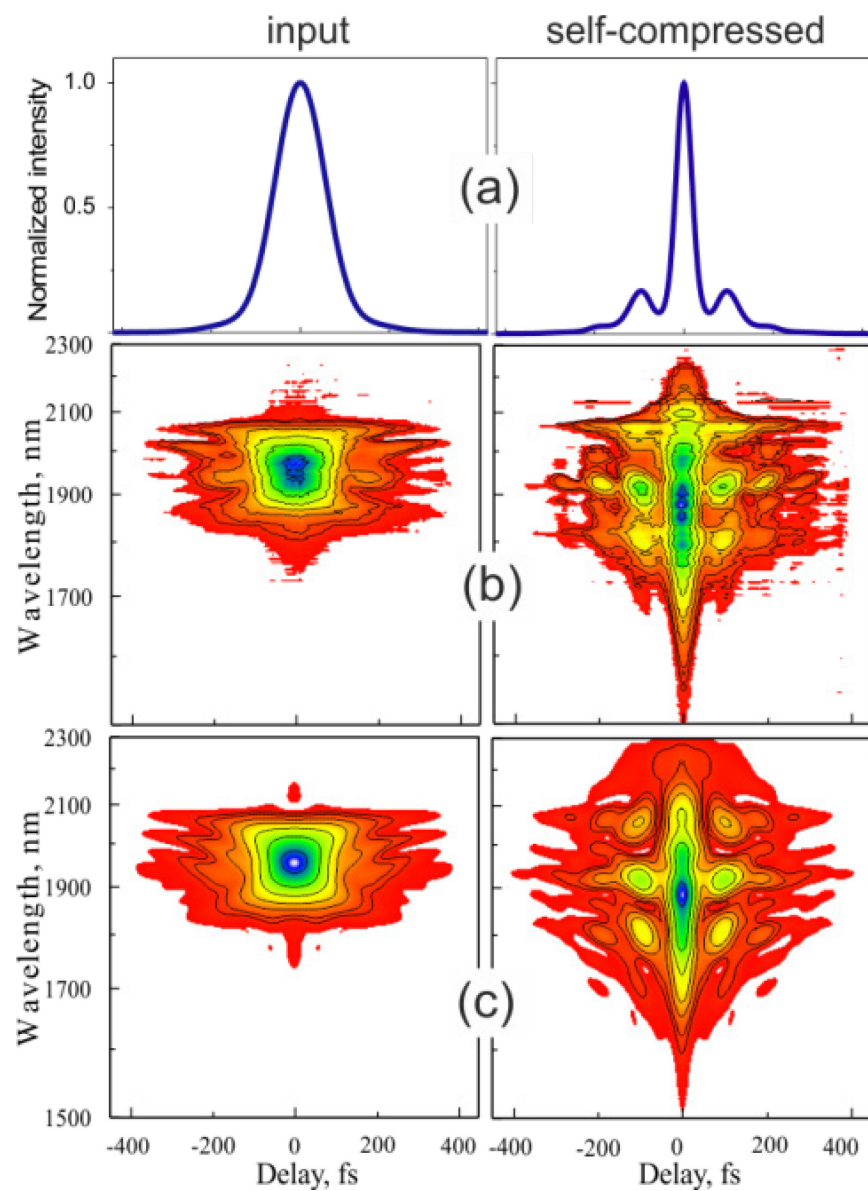 input self-compressed
1.0
0.5
Normalized intensity
(a)
2300
2100
1900
1700
Wavelength, nm
(b)
2300
2100
1900
1700
1500
Wavelength, nm
(c)
-400 -200 0 200 400 -400 -200 0 200 400
Delay, fs Delay, fs